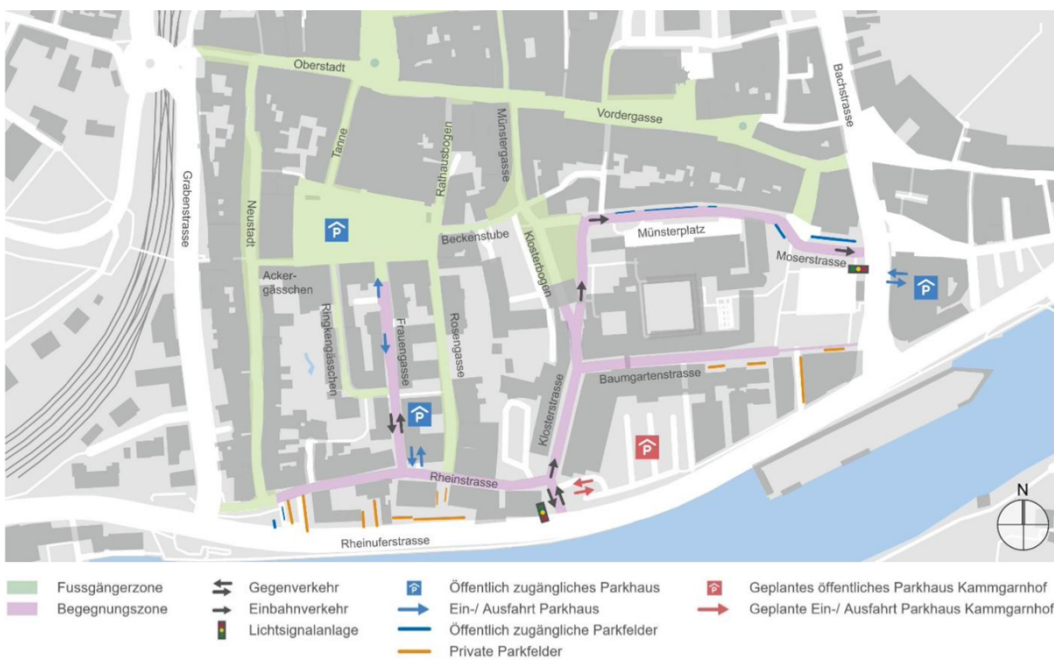 Oberstadt
Tanne
Rathausbogen
Münstergasse
Vordergasse
Bachstrasse
Grabenstrasse
Neustadt
P
Beckenstube
Klosterbogen
Münsterplatz
Moserstrasse
P
Acker-
gässchen
Ringkengässchen
Frauengasse
Rosengasse
P
Klosterstrasse
Baumgartenstrasse
P
Rheinstrasse
Rheinuferstrasse
N
Fussgängerzone
Begegnungszone
Gegenverkehr
Einbahnverkehr
Lichtsignalanlage
P
Öffentlich zugängliches Parkhaus
Ein-/ Ausfahrt Parkhaus
Öffentlich zugängliche Parkfelder
Private Parkfelder
P
Geplantes öffentliches Parkhaus Kammgarnhof
Geplante Ein-/ Ausfahrt Parkhaus Kammgarnhof